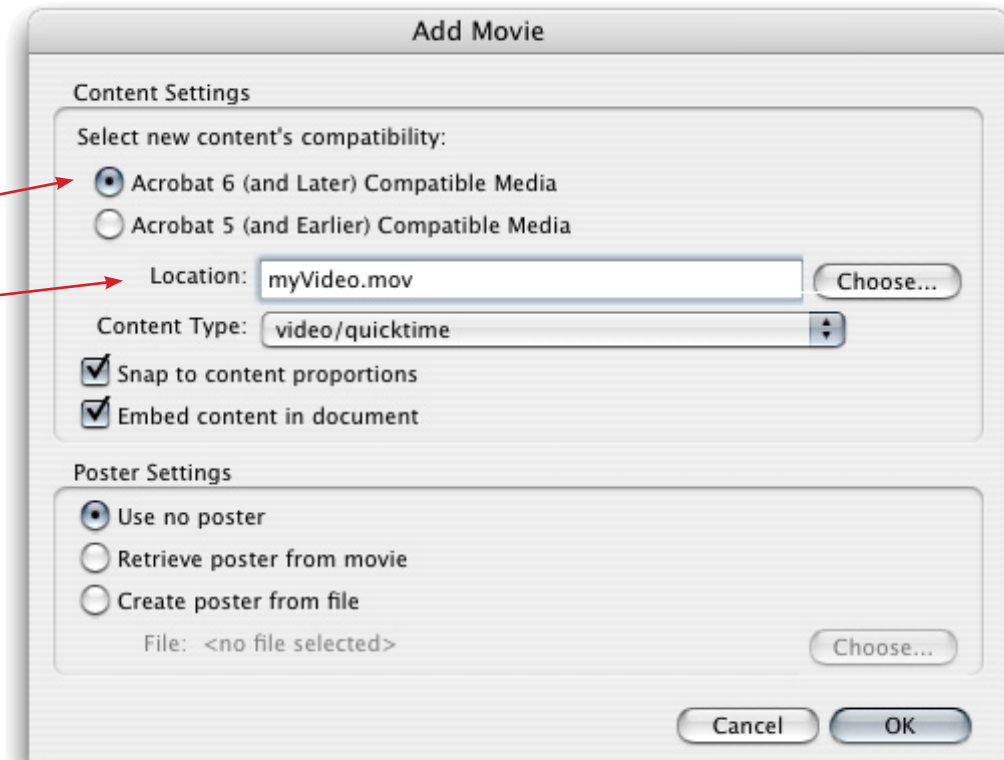 Add Movie
Content Settings
Select new content's compatibility:
Acrobat 6 (and Later) Compatible Media
Acrobat 5 (and Earlier) Compatible Media
Location: myVideo.mov Choose...
Content Type: video/quicktime
Snap to content proportions
Embed content in document
Poster Settings
Use no poster
Retrieve poster from movie
Create poster from file
File: <no file selected> Choose...
Cancel OK